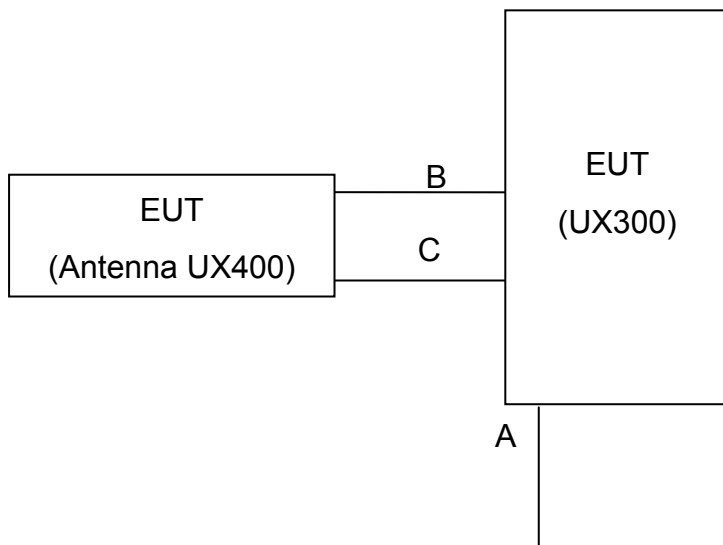 EUT
(Antenna UX400)
B
C
EUT
(UX300)
A